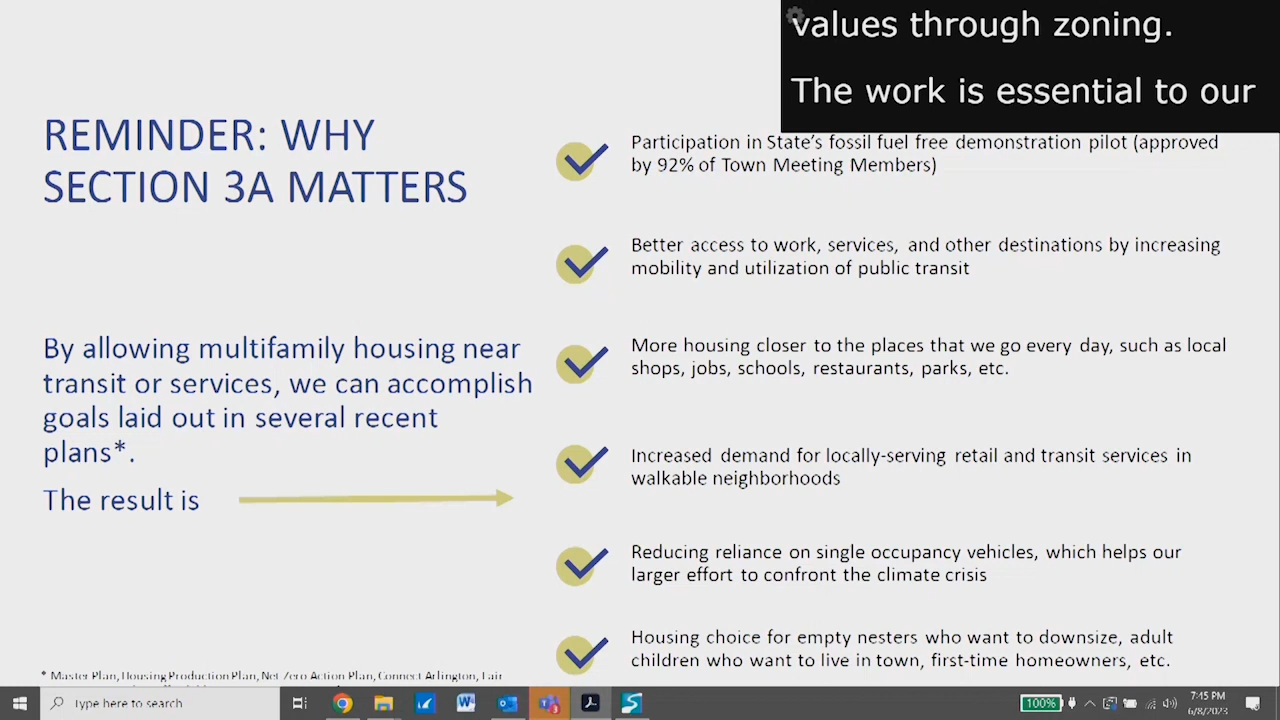 values through zoning.
The work is essential to our
REMINDER: WHY
SECTION 3A MATTERS
By allowing multifamily housing near
transit or services, we can accomplish
goals laid out in several recent
plans*.
The result is
Participation in State's fossil fuel free demonstration pilot (approved
by 92% of Town Meeting Members)
Better access to work, services, and other destinations by increasing
mobility and utilization of public transit
More housing closer to the places that we go every day, such as local
shops, jobs, schools, restaurants, parks, etc.
Increased demand for locally-serving retail and transit services in
walkable neighborhoods
Reducing reliance on single occupancy vehicles, which helps our
larger effort to confront the climate crisis
Housing choice for empty nesters who want to downsize, adult
children who want to live in town, first-time homeowners, etc.
* Master Plan, Housing Production Plan, Net Zero Action Plan, Connect Arlington, Fair
Type here to search
100%
7:45 PM
6/8/2023